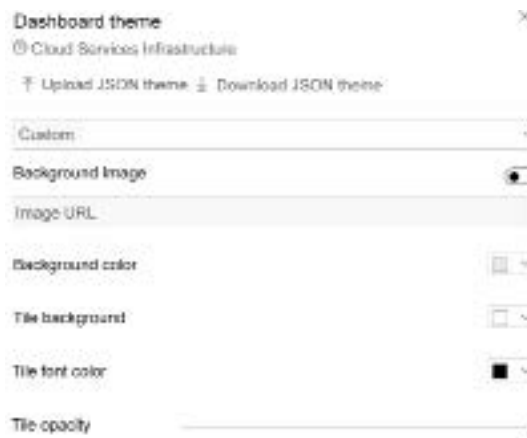 Dashboard theme
Cloud Services Infrastructure
Upload JSON theme Download JSON theme
Custom
Background Image
Image URL
Background color
Tile background
Tile font color
Tile opacity